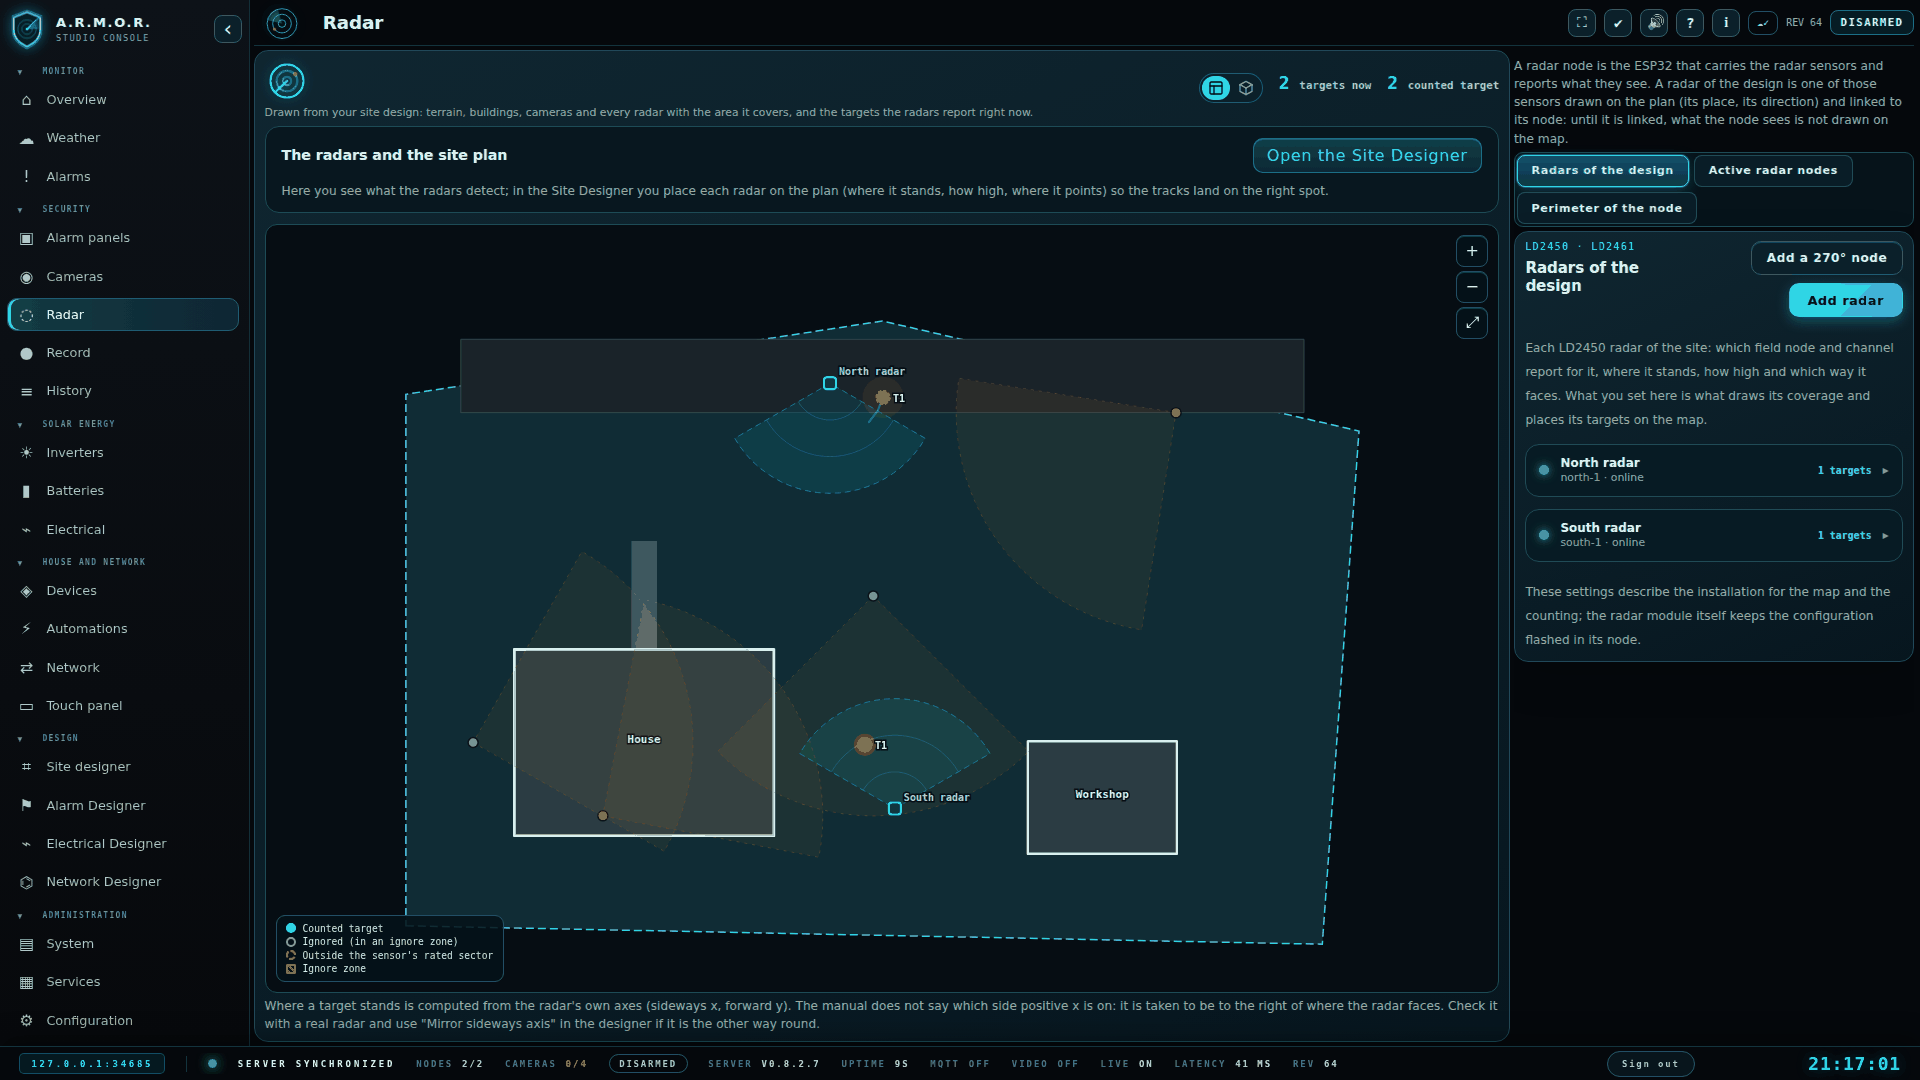 A.R.M.O.R.
STUDIO CONSOLE
MONITOR
Overview
Weather
Alarms
SECURITY
Alarm panels
Cameras
Radar
Record
History
SOLAR ENERGY
Inverters
Batteries
Electrical
HOUSE AND NETWORK
Devices
Automations
Network
Touch panel
DESIGN
Site designer
Alarm Designer
Electrical Designer
Network Designer
ADMINISTRATION
System
Services
Configuration
Radar
REV 64
DISARMED
2 targets now 2 counted target
Drawn from your site design: terrain, buildings, cameras and every radar with the area it covers, and the targets the radars report right now.
The radars and the site plan
Open the Site Designer
Here you see what the radars detect; in the Site Designer you place each radar on the plan (where it stands, how high, where it points) so the tracks land on the right spot.
+
−
North radar
T1
House
T1
South radar
Workshop
Counted target
Ignored (in an ignore zone)
Outside the sensor's rated sector
Ignore zone
Where a target stands is computed from the radar's own axes (sideways x, forward y). The manual does not say which side positive x is on: it is taken to be to the right of where the radar faces. Check it
with a real radar and use "Mirror sideways axis" in the designer if it is the other way round.
A radar node is the ESP32 that carries the radar sensors and
reports what they see. A radar of the design is one of those
sensors drawn on the plan (its place, its direction) and linked to
its node: until it is linked, what the node sees is not drawn on
the map.
Radars of the design
Active radar nodes
Perimeter of the node
LD2450 · LD2461
Radars of the
design
Add a 270° node
Add radar
Each LD2450 radar of the site: which field node and channel
report for it, where it stands, how high and which way it
faces. What you set here is what draws its coverage and
places its targets on the map.
North radar
north-1 · online
1 targets
South radar
south-1 · online
1 targets
These settings describe the installation for the map and the
counting; the radar module itself keeps the configuration
flashed in its node.
127.0.0.1:34685
SERVER SYNCHRONIZED
NODES 2/2
CAMERAS 0/4
DISARMED
SERVER V0.8.2.7
UPTIME 9S
MQTT OFF
VIDEO OFF
LIVE ON
LATENCY 41 MS
REV 64
Sign out
21:17:01